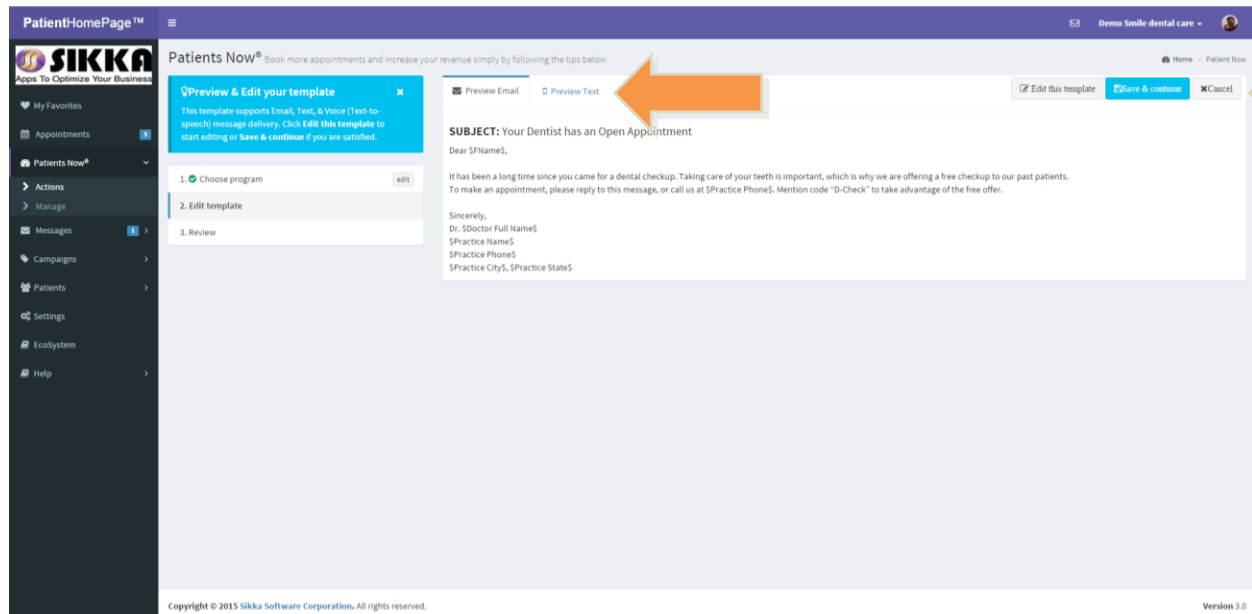 PatientHomePage™
Demo Smile dental care
SIKKA
Apps To Optimize Your Business
My Favorites
Appointments 5
Patients Now®
Actions
Manage
Messages 1
Campaigns
Patients
Settings
EcoSystem
Help
Patients Now® Book more appointments and increase your revenue simply by following the tips below
Home > Patient Now
Preview & Edit your template
This template supports Email, Text, & Voice (Text-to-
speech) message delivery. Click Edit this template to
start editing or Save & continue if you are satisfied.
1. Choose program edit
2. Edit template
3. Review
Preview Email Preview Text
Edit this template Save & continue Cancel
SUBJECT: Your Dentist has an Open Appointment
Dear $FName$,
It has been a long time since you came for a dental checkup. Taking care of your teeth is important, which is why we are offering a free checkup to our past patients.
To make an appointment, please reply to this message, or call us at $Practice Phone$. Mention code "D-Check" to take advantage of the free offer.
Sincerely,
Dr. $Doctor Full Name$
$Practice Name$
$Practice Phone$
$Practice City$, $Practice State$
Copyright © 2015 Sikka Software Corporation. All rights reserved.
Version 3.0